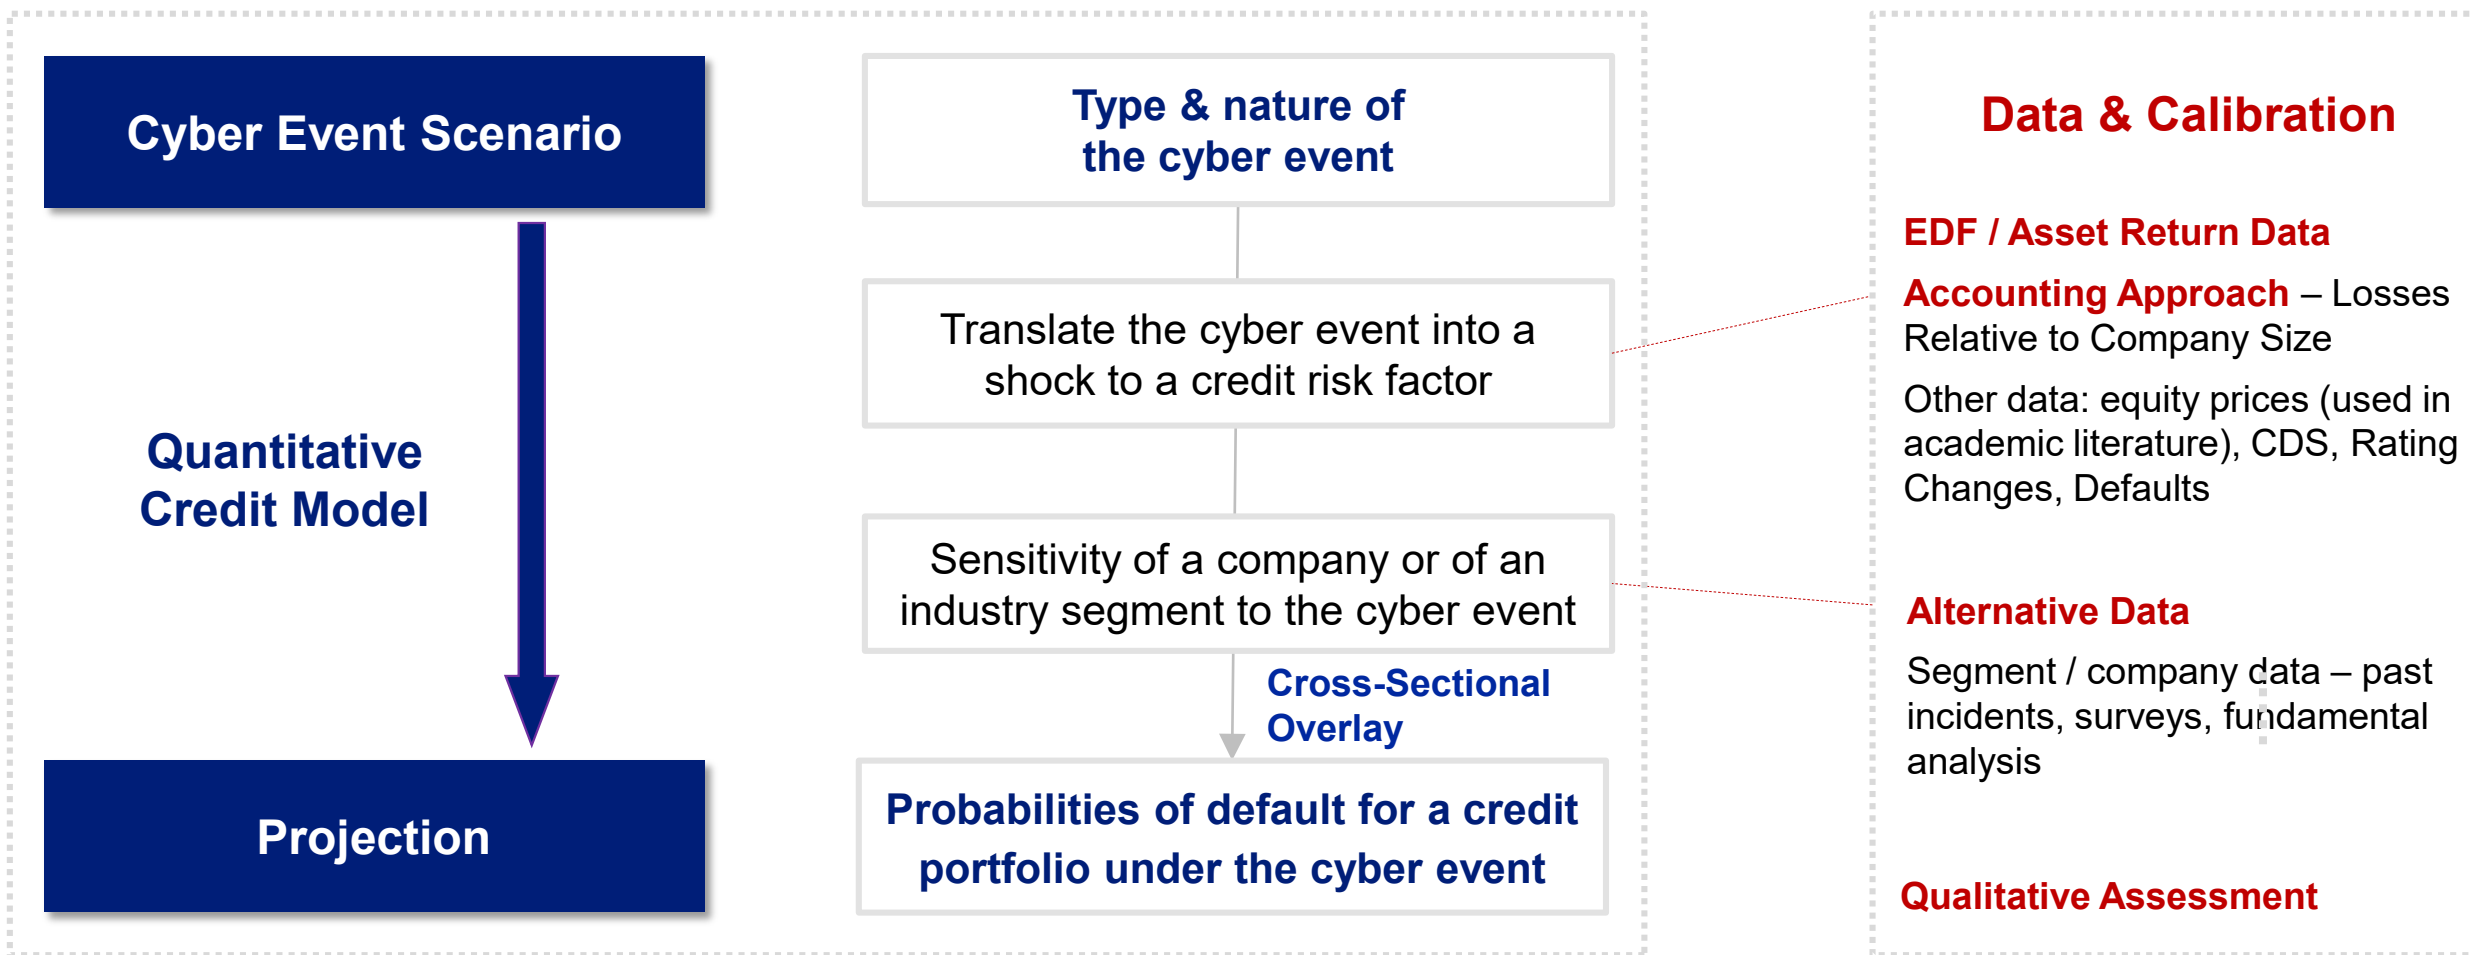 Cyber Event Scenario
Quantitative
Credit Model
Projection
Type & nature of
the cyber event
Translate the cyber event into a
shock to a credit risk factor
Sensitivity of a company or of an
industry segment to the cyber event
Cross-Sectional
Overlay
Probabilities of default for a credit
portfolio under the cyber event
Data & Calibration
EDF / Asset Return Data
Accounting Approach – Losses
Relative to Company Size
Other data: equity prices (used in
academic literature), CDS, Rating
Changes, Defaults
Alternative Data
Segment / company data – past
incidents, surveys, fundamental
analysis
Qualitative Assessment